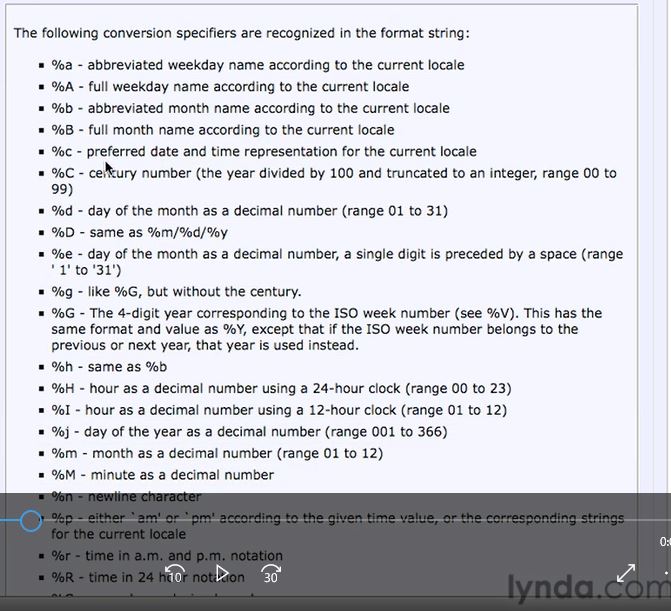 The following conversion specifiers are recognized in the format string:
▪ %a - abbreviated weekday name according to the current locale
▪ %A - full weekday name according to the current locale
▪ %b - abbreviated month name according to the current locale
▪ %B - full month name according to the current locale
▪ %c - preferred date and time representation for the current locale
▪ %C - century number (the year divided by 100 and truncated to an integer, range 00 to
99)
▪ %d - day of the month as a decimal number (range 01 to 31)
▪ %D - same as %m/%d/%y
▪ %e - day of the month as a decimal number, a single digit is preceded by a space (range
' 1' to '31')
▪ %g - like %G, but without the century.
▪ %G - The 4-digit year corresponding to the ISO week number (see %V). This has the
same format and value as %Y, except that if the ISO week number belongs to the
previous or next year, that year is used instead.
▪ %h - same as %b
▪ %H - hour as a decimal number using a 24-hour clock (range 00 to 23)
▪ %I - hour as a decimal number using a 12-hour clock (range 01 to 12)
▪ %j - day of the year as a decimal number (range 001 to 366)
▪ %m - month as a decimal number (range 01 to 12)
▪ %M - minute as a decimal number
▪ %n - newline character
▪ %p - either `am' or `pm' according to the given time value, or the corresponding strings
for the current locale
0:
▪ %r - time in a.m. and p.m. notation
▪ %R - time in 24 hour notation
10 30
lynda.com